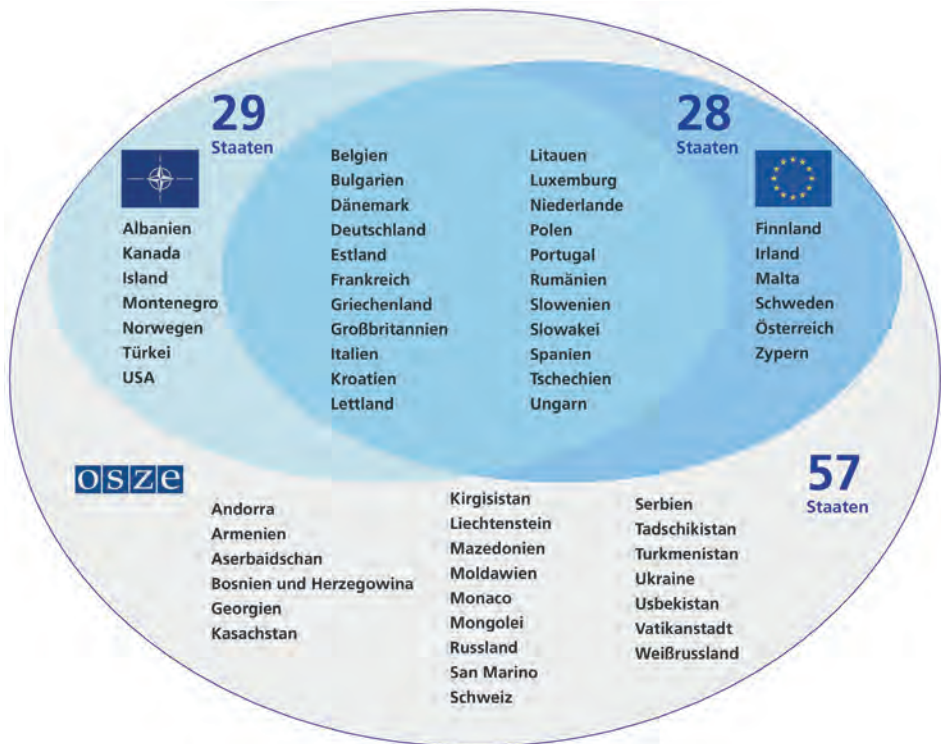 29
Staaten
Albanien
Kanada
Island
Montenegro
Norwegen
Türkei
USA
Belgien
Bulgarien
Dänemark
Deutschland
Estland
Frankreich
Griechenland
Großbritannien
Italien
Kroatien
Lettland
Litauen
Luxemburg
Niederlande
Polen
Portugal
Rumänien
Slowenien
Slowakei
Spanien
Tschechien
Ungarn
28
Staaten
Finnland
Irland
Malta
Schweden
Österreich
Zypern
osze
Andorra
Armenien
Aserbaidschan
Bosnien und Herzegowina
Georgien
Kasachstan
Kirgisistan
Liechtenstein
Mazedonien
Moldawien
Monaco
Mongolei
Russland
San Marino
Schweiz
Serbien
Tadschikistan
Turkmenistan
Ukraine
Usbekistan
Vatikanstadt
Weißrussland
57
Staaten